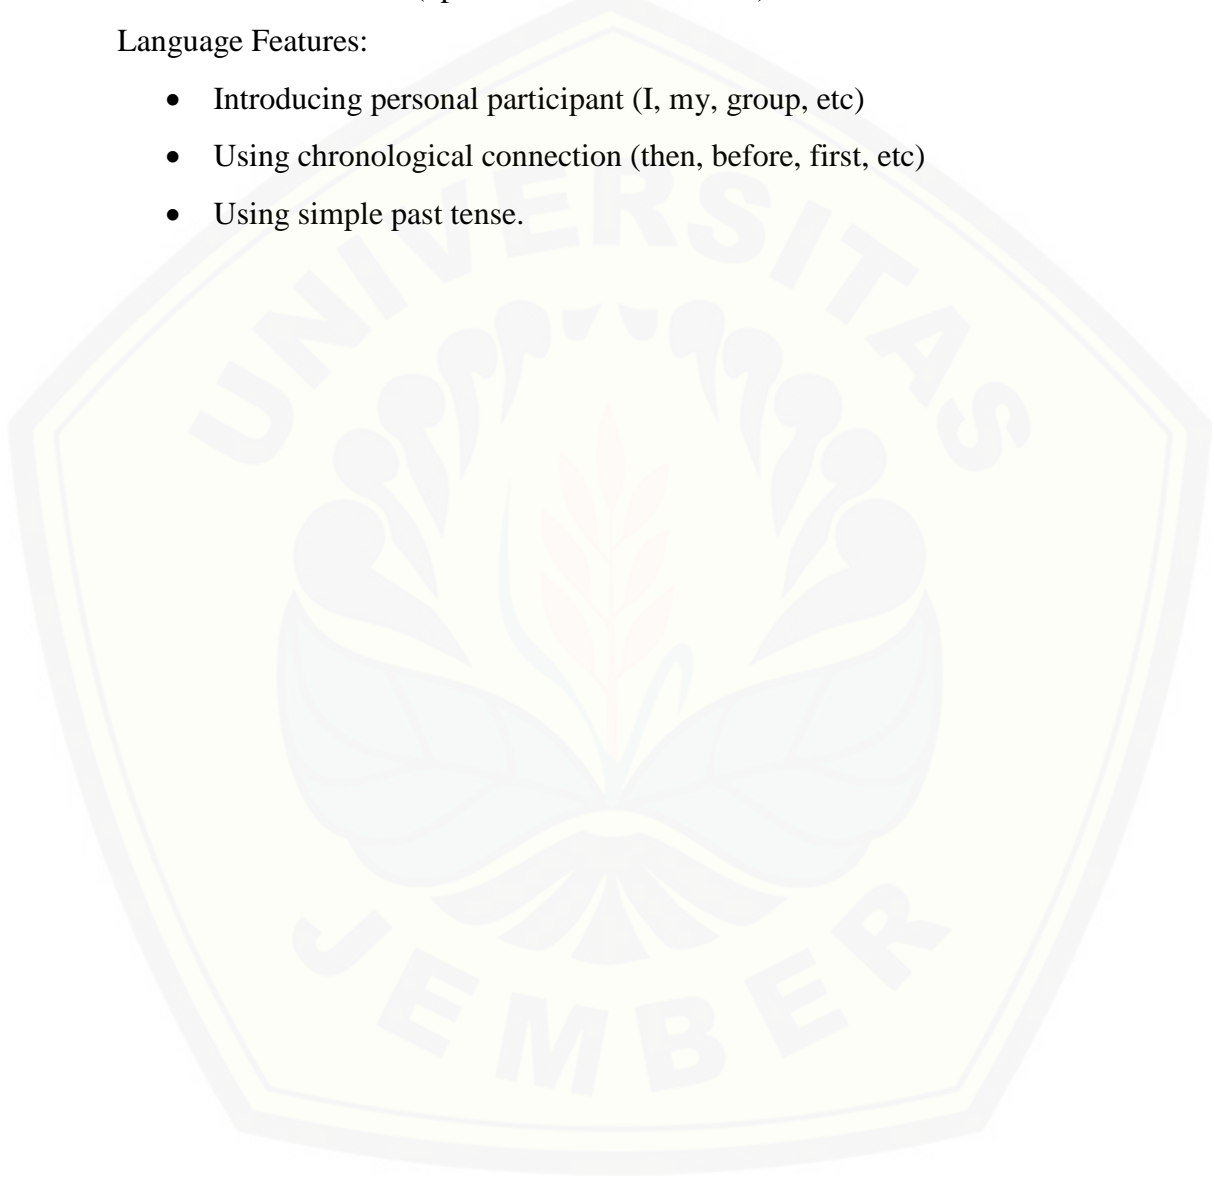 Language Features:
• Introducing personal participant (I, my, group, etc)
• Using chronological connection (then, before, first, etc)
• Using simple past tense.
UNIVERSITAS
JEMBER